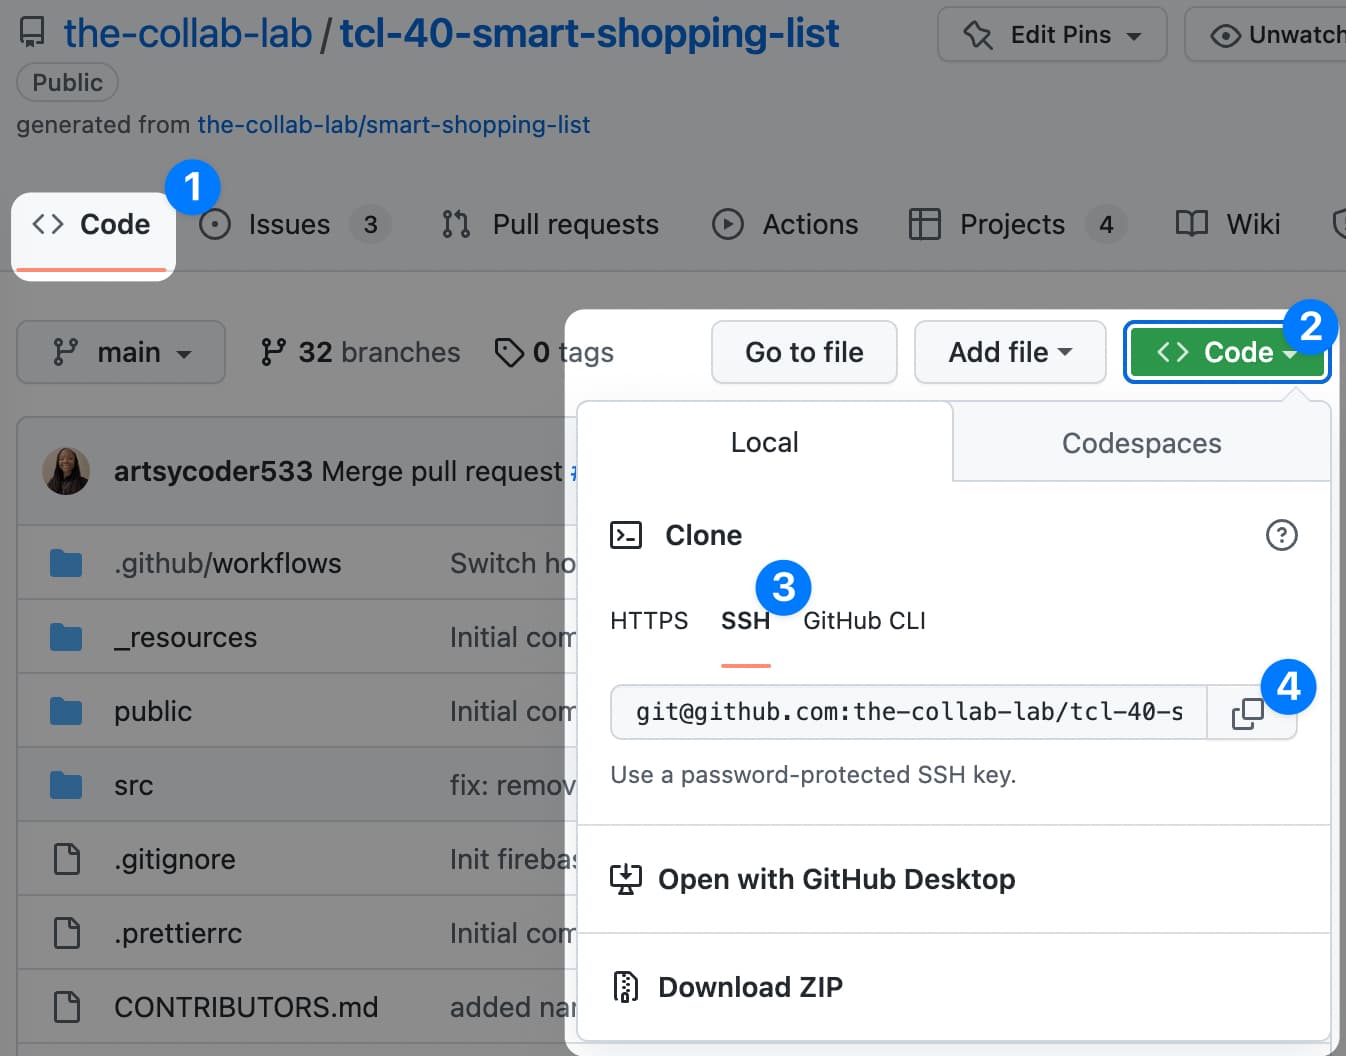 the-collab-lab / tcl-40-smart-shopping-list
Edit Pins
Unwatch
Public
generated from the-collab-lab/smart-shopping-list
1
Code
Issues 3
Pull requests
Actions
Projects 4
Wiki
main
32 branches
0 tags
Go to file
Add file
Code
2
artsycoder533 Merge pull request
Local
Codespaces
.github/workflows
Switch ho
_resources
Initial com
public
Initial com
src
fix: remov
.gitignore
Init fireba
.prettierrc
Initial com
CONTRIBUTORS.md
added nar
Clone
3
HTTPS
SSH
GitHub CLI
git@github.com:the-collab-lab/tcl-40-s
4
Use a password-protected SSH key.
Open with GitHub Desktop
Download ZIP